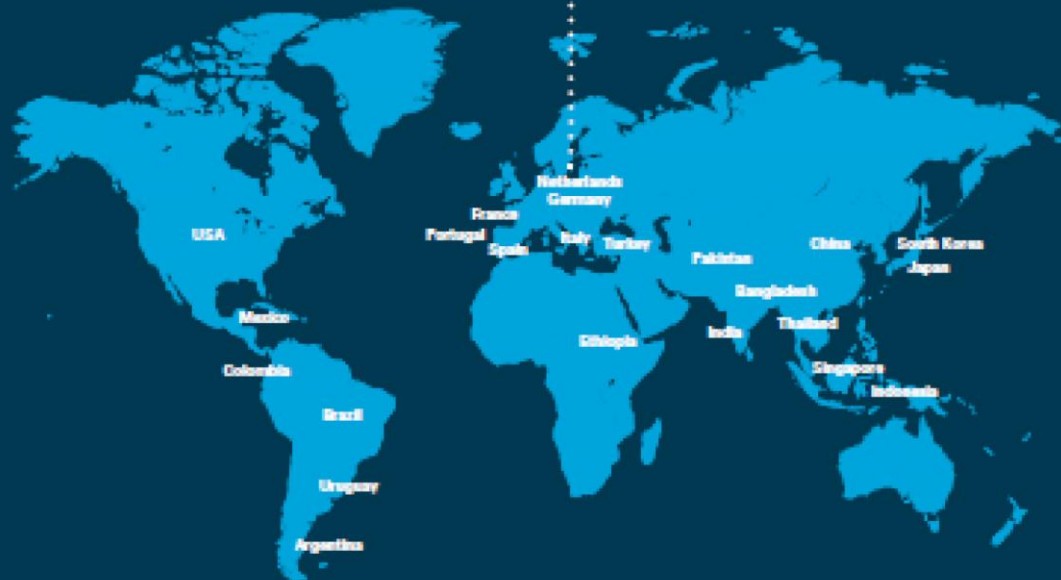 Netherlands
Germany
France
USA
Portugal
Spain
Italy
Turkey
Pakistan
China
South Korea
Japan
Bangladesh
Mexico
India
Thailand
Ethiopia
Colombia
Singapore
Indonesia
Brazil
Uruguay
Argentina